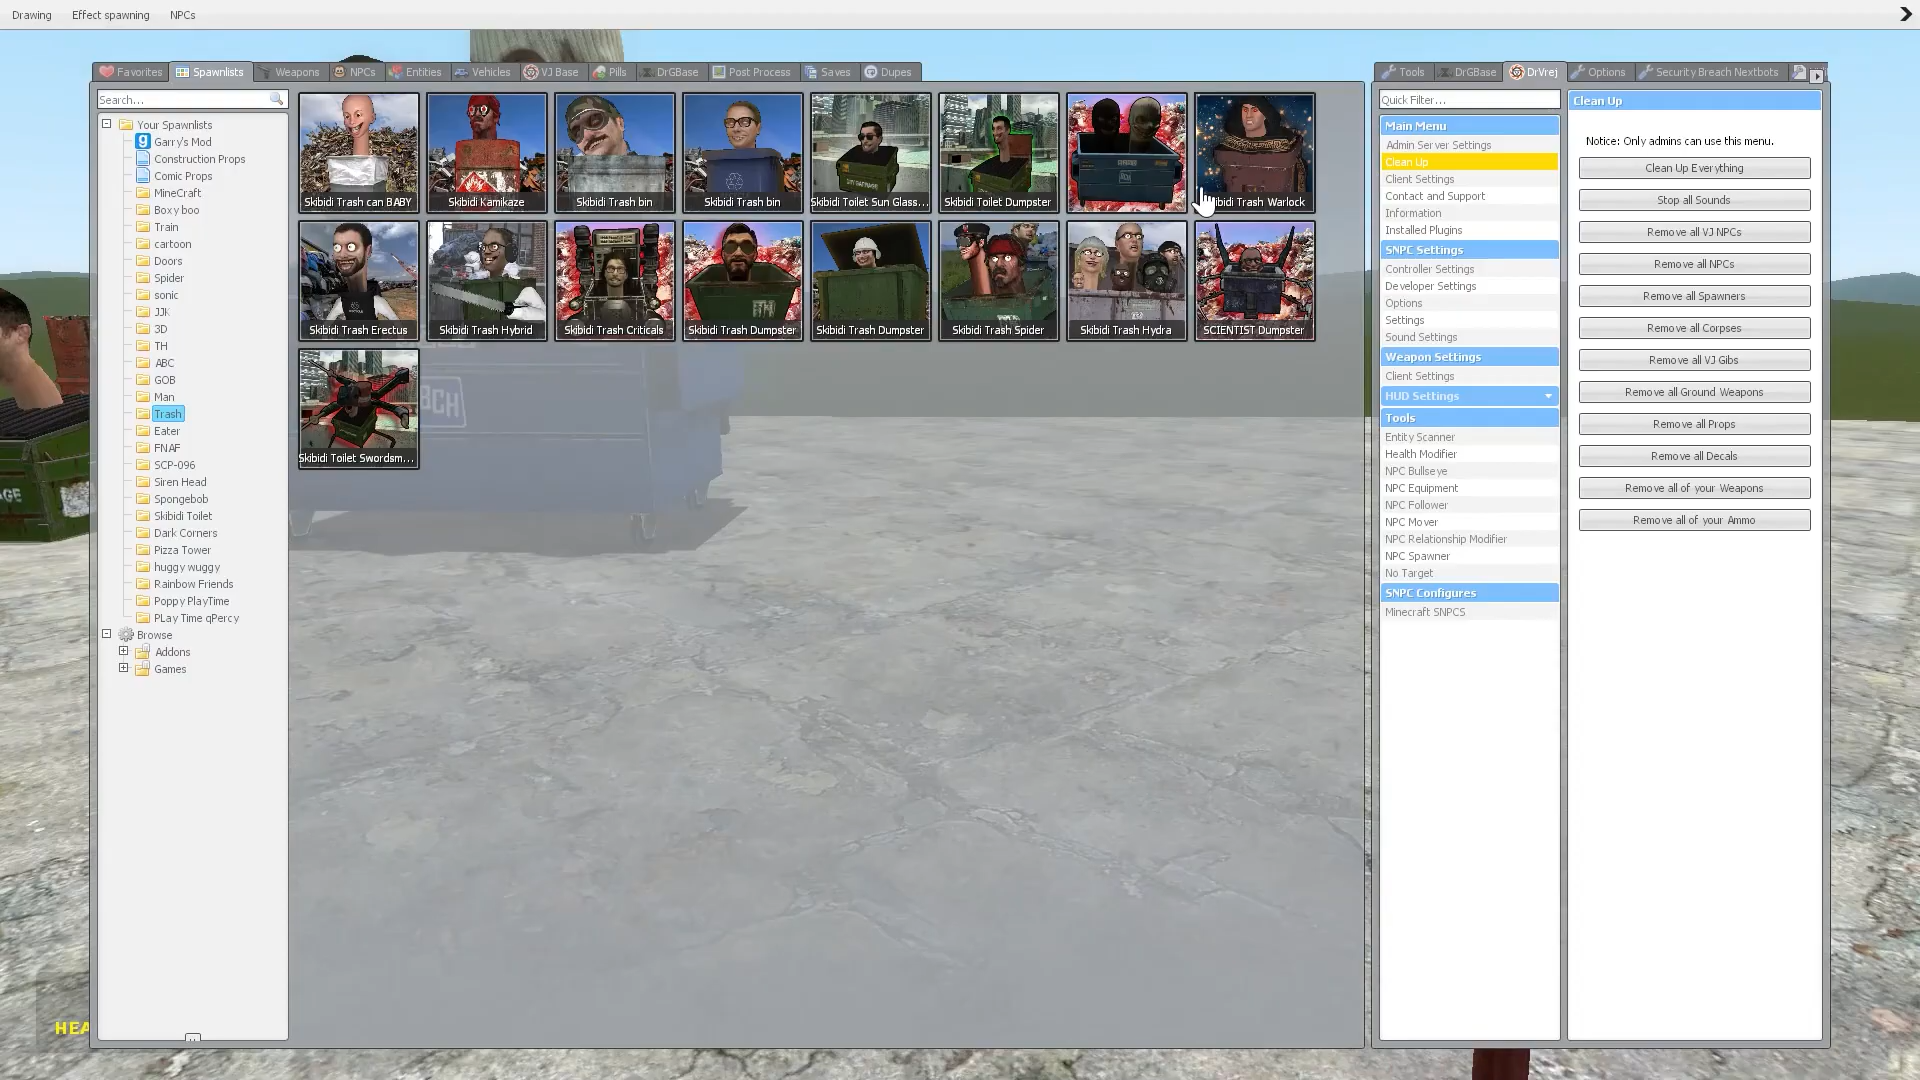 Drawing Effect spawning NPCs
Favorites Spawnlists Weapons NPCs Entities Vehicles VJ Base Pills DrGBase Post Process Saves Dupes
Search...
Your Spawnlists
Garry's Mod
Construction Props
Comic Props
MineCraft
Boxy boo
Train
cartoon
Doors
Spider
sonic
JJK
3D
TH
ABC
GOB
Man
Trash
Eater
FNAF
SCP-096
Siren Head
Spongebob
Skibidi Toilet
Dark Corners
Pizza Tower
huggy wuggy
Rainbow Friends
Poppy PlayTime
PLay Time qPercy
Browse
Addons
Games
Skibidi Trash can BABY
Skibidi Kamikaze
Skibidi Trash bin
Skibidi Trash bin
Skibidi Toilet Sun Glass...
Skibidi Toilet Dumpster
ibidi Trash Warlock
Skibidi Trash Erectus
Skibidi Trash Hybrid
Skibidi Trash Criticals
Skibidi Trash Dumpster
Skibidi Trash Dumpster
Skibidi Trash Spider
Skibidi Trash Hydra
SCIENTIST Dumpster
Skibidi Toilet Swordsm...
BCH
HEA
Tools DrGBase DrVrej Options Security Breach Nextbots
Quick Filter...
Main Menu
Admin Server Settings
Clean Up
Client Settings
Contact and Support
Information
Installed Plugins
SNPC Settings
Controller Settings
Developer Settings
Options
Settings
Sound Settings
Weapon Settings
Client Settings
HUD Settings
Tools
Entity Scanner
Health Modifier
NPC Bullseye
NPC Equipment
NPC Follower
NPC Mover
NPC Relationship Modifier
NPC Spawner
No Target
SNPC Configures
Minecraft SNPCS
Clean Up
Notice: Only admins can use this menu.
Clean Up Everything
Stop all Sounds
Remove all VJ NPCs
Remove all NPCs
Remove all Spawners
Remove all Corpses
Remove all VJ Gibs
Remove all Ground Weapons
Remove all Props
Remove all Decals
Remove all of your Weapons
Remove all of your Ammo